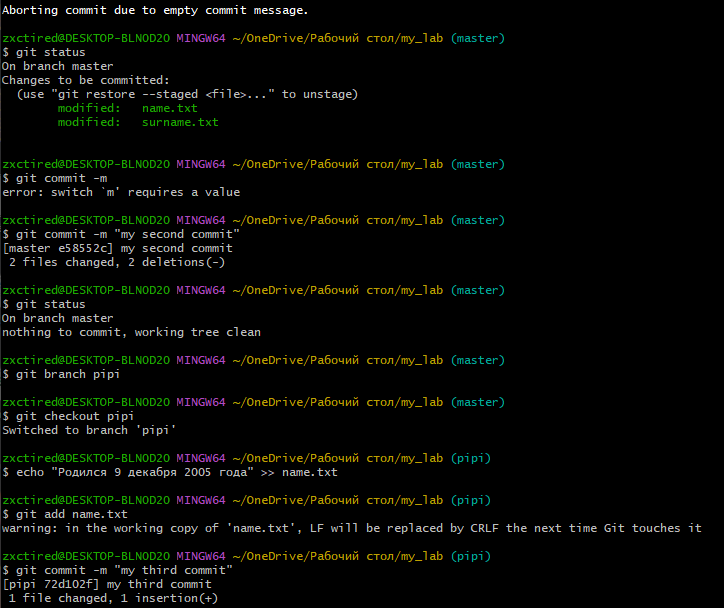 Aborting commit due to empty commit message.
zxctired@DESKTOP-BLNOD2O MINGW64 ~/OneDrive/Рабочий стол/my_lab (master)
$ git status
On branch master
Changes to be committed:
  (use "git restore --staged <file>..." to unstage)
        modified:   name.txt
        modified:   surname.txt
zxctired@DESKTOP-BLNOD2O MINGW64 ~/OneDrive/Рабочий стол/my_lab (master)
$ git commit -m
error: switch `m' requires a value
zxctired@DESKTOP-BLNOD2O MINGW64 ~/OneDrive/Рабочий стол/my_lab (master)
$ git commit -m "my second commit"
[master e58552c] my second commit
 2 files changed, 2 deletions(-)
zxctired@DESKTOP-BLNOD2O MINGW64 ~/OneDrive/Рабочий стол/my_lab (master)
$ git status
On branch master
nothing to commit, working tree clean
zxctired@DESKTOP-BLNOD2O MINGW64 ~/OneDrive/Рабочий стол/my_lab (master)
$ git branch pipi
zxctired@DESKTOP-BLNOD2O MINGW64 ~/OneDrive/Рабочий стол/my_lab (master)
$ git checkout pipi
Switched to branch 'pipi'
zxctired@DESKTOP-BLNOD2O MINGW64 ~/OneDrive/Рабочий стол/my_lab (pipi)
$ echo "Родился 9 декабря 2005 года" >> name.txt
zxctired@DESKTOP-BLNOD2O MINGW64 ~/OneDrive/Рабочий стол/my_lab (pipi)
$ git add name.txt
warning: in the working copy of 'name.txt', LF will be replaced by CRLF the next time Git touches it
zxctired@DESKTOP-BLNOD2O MINGW64 ~/OneDrive/Рабочий стол/my_lab (pipi)
$ git commit -m "my third commit"
[pipi 72d102f] my third commit
 1 file changed, 1 insertion(+)